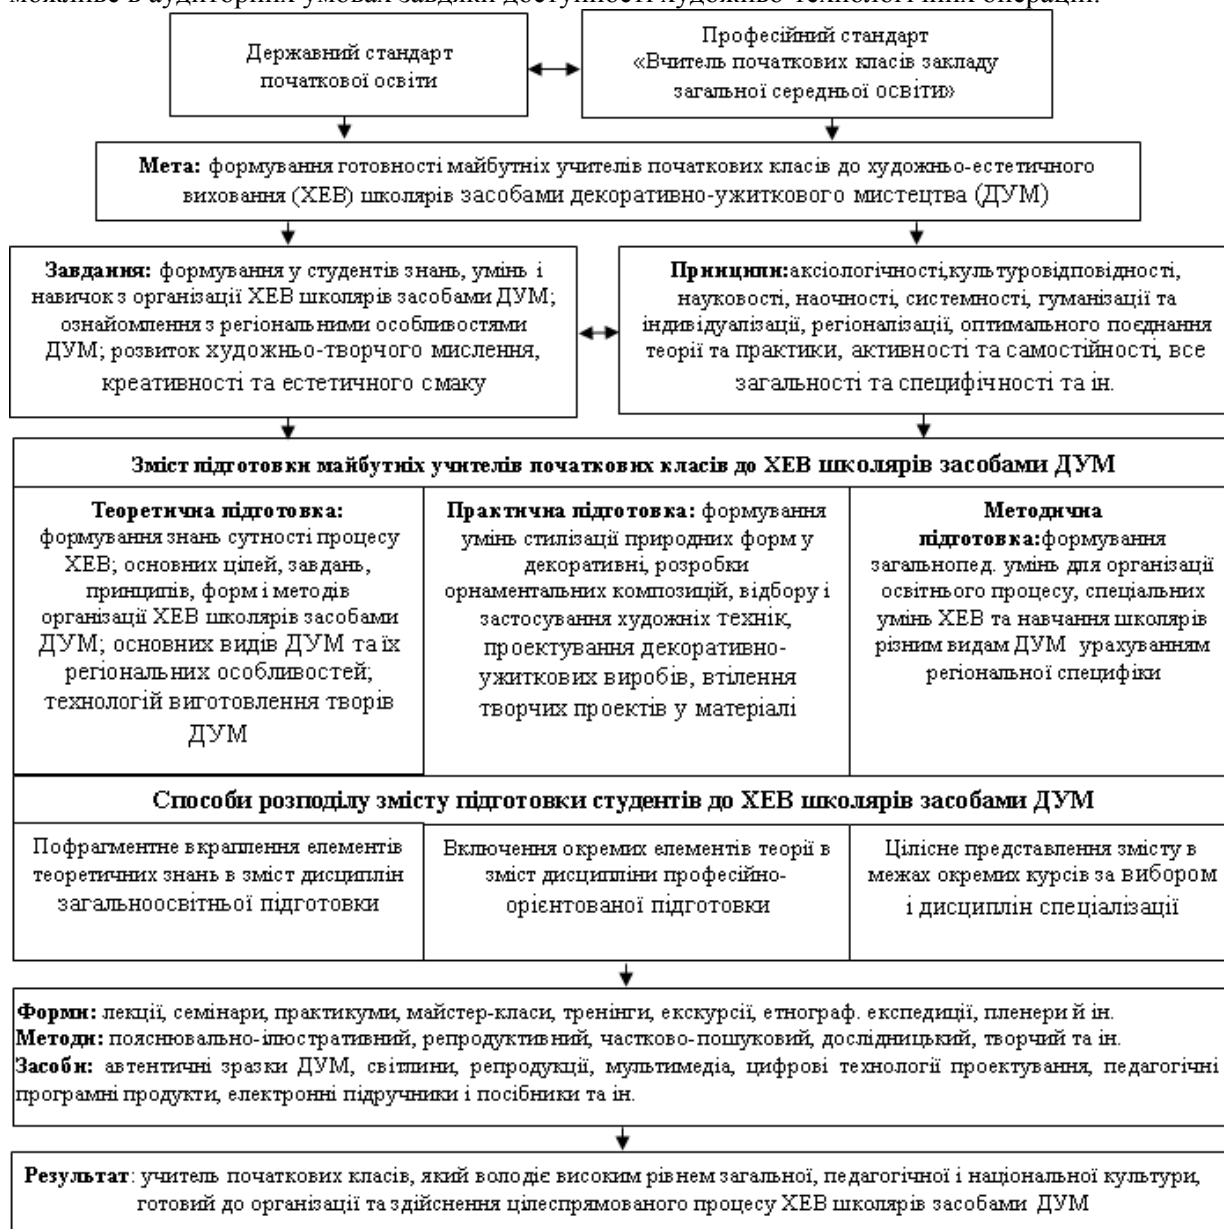 можливе в аудиторних умовах завдяки доступності художньо-технологічних операцій.
Державний стандарт
початкової освіти
Професійний стандарт
«Вчитель початкових класів закладу
загальної середньої освіти»
Мета: формування готовності майбутніх учителів початкових класів до художньо-естетичного
виховання (ХЕВ) школярів засобами декоративно-ужиткового мистецтва (ДУМ)
Завдання: формування у студентів знань, умінь і
навичок з організації ХЕВ школярів засобами ДУМ;
ознайомлення з регіональними особливостями
ДУМ; розвиток художньо-творчого мислення,
креативності та естетичного смаку
Принципи:аксіологічності,культуровідповідності,
науковості, наочності, системності, гуманізації та
індивідуалізації, регіоналізації, оптимального поєднання
теорії та практики, активності та самостійності, все
загальності та специфічності та ін.
Зміст підготовки майбутніх учителів початкових класів до ХЕВ школярів засобами ДУМ
Теоретична підготовка:
формування знань сутності процесу
ХЕВ; основних цілей, завдань,
принципів, форм і методів
організації ХЕВ школярів засобами
ДУМ; основних видів ДУМ та їх
регіональних особливостей;
технологій виготовлення творів
ДУМ
Практична підготовка: формування
умінь стилізації природних форм у
декоративні, розробки
орнаментальних композицій, відбору і
застосування художніх технік,
проектування декоративно-
ужиткових виробів, втілення
творчих проектів у матеріалі
Методична
підготовка:формування
загальнопед. умінь для організації
освітнього процесу, спеціальних
умінь ХЕВ та навчання школярів
різним видам ДУМ урахуванням
регіональної специфіки
Способи розподілу змісту підготовки студентів до ХЕВ школярів засобами ДУМ
Пофрагментне вкраплення елементів
теоретичних знань в зміст дисциплін
загальноосвітньої підготовки
Включення окремих елементів теорії в
зміст дисципліни професійно-
орієнтованої підготовки
Цілісне представлення змісту в
межах окремих курсів за вибором
і дисциплін спеціалізації
Форми: лекції, семінари, практикуми, майстер-класи, тренінги, екскурсії, етнограф. експедиції, пленери й ін.
Методи: пояснювально-ілюстративний, репродуктивний, частково-пошуковий, дослідницький, творчий та ін.
Засоби: автентичні зразки ДУМ, світлини, репродукції, мультимедіа, цифрові технології проектування, педагогічні
програмні продукти, електронні підручники і посібники та ін.
Результат: учитель початкових класів, який володіє високим рівнем загальної, педагогічної і національної культури,
готовий до організації та здійснення цілеспрямованого процесу ХЕВ школярів засобами ДУМ